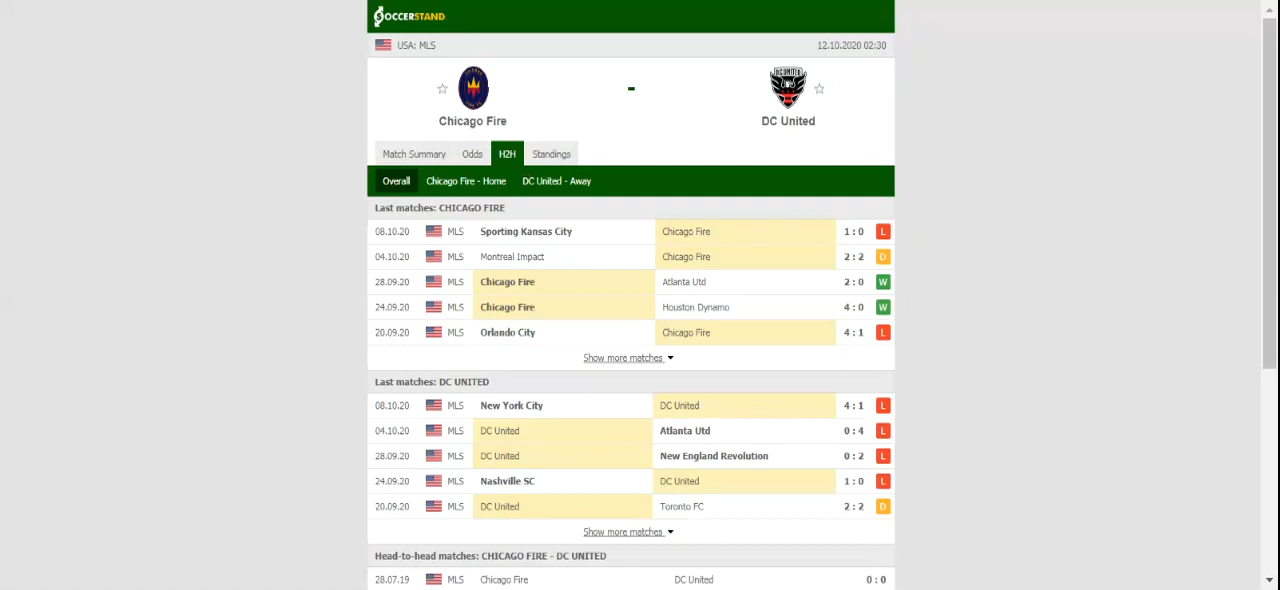 SOCCERSTAND
USA: MLS 12.10.2020 02:30
-
Chicago Fire DC United
Match Summary Odds H2H Standings
Overall Chicago Fire - Home DC United - Away
Last matches: CHICAGO FIRE
08.10.20 MLS Sporting Kansas City Chicago Fire 1 : 0 L
04.10.20 MLS Montreal Impact Chicago Fire 2 : 2 D
28.09.20 MLS Chicago Fire Atlanta Utd 2 : 0 W
24.09.20 MLS Chicago Fire Houston Dynamo 4 : 0 W
20.09.20 MLS Orlando City Chicago Fire 4 : 1 L
Show more matches
Last matches: DC UNITED
08.10.20 MLS New York City DC United 4 : 1 L
04.10.20 MLS DC United Atlanta Utd 0 : 4 L
28.09.20 MLS DC United New England Revolution 0 : 2 L
24.09.20 MLS Nashville SC DC United 1 : 0 L
20.09.20 MLS DC United Toronto FC 2 : 2 D
Show more matches
Head-to-head matches: CHICAGO FIRE - DC UNITED
28.07.19 MLS Chicago Fire DC United 0 : 0